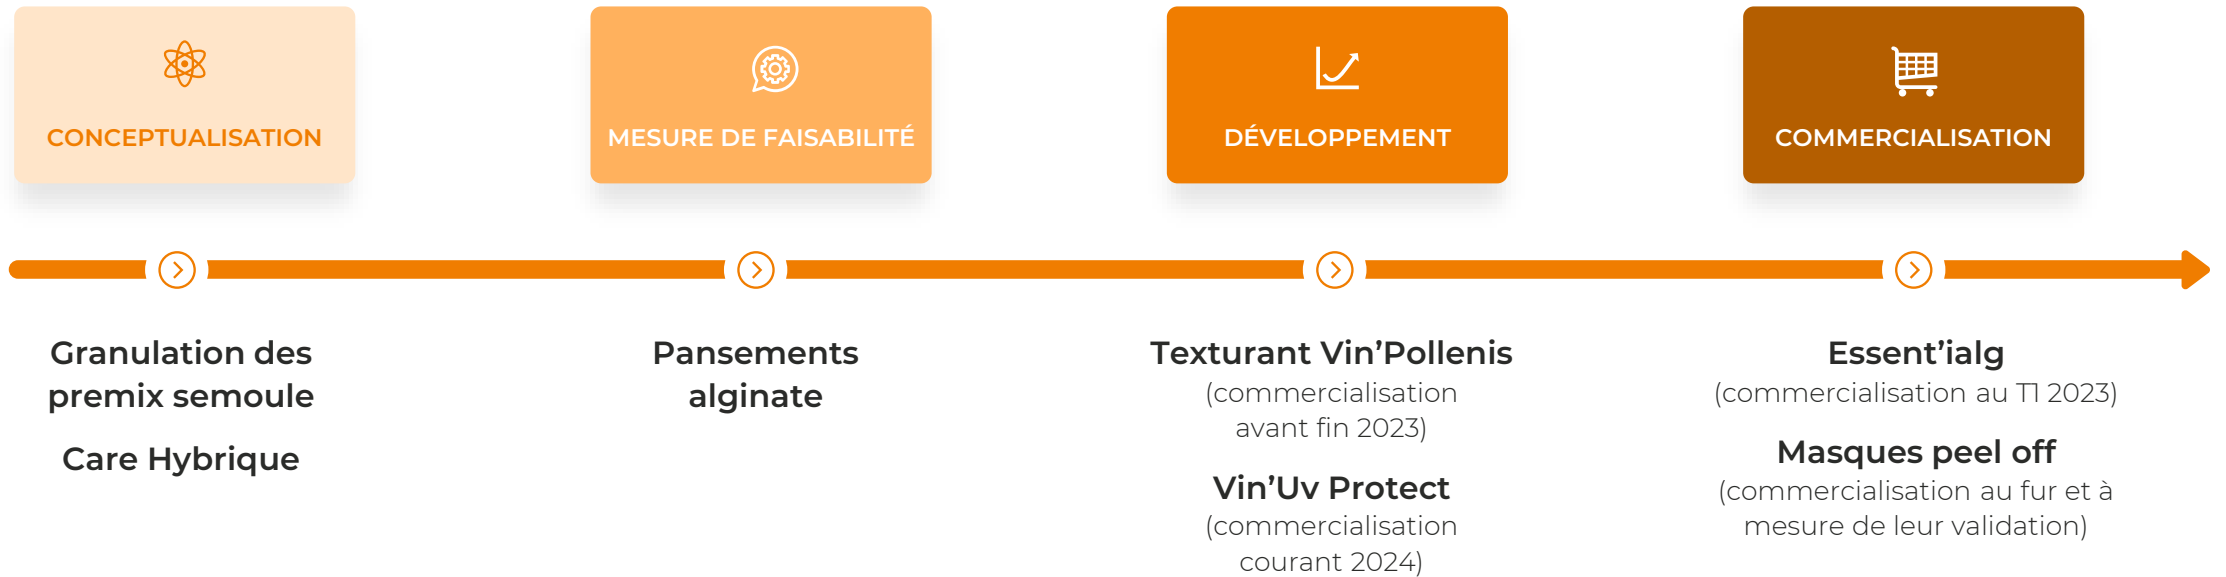 CONCEPTUALISATION
MESURE DE FAISABILITÉ
DÉVELOPPEMENT
COMMERCIALISATION
Granulation des
premix semoule
Care Hybrique
Pansements
alginate
Texturant Vin’Pollenis
(commercialisation
avant fin 2023)
Vin’Uv Protect
(commercialisation
courant 2024)
Essent’ialg
(commercialisation au T1 2023)
Masques peel off
(commercialisation au fur et à
mesure de leur validation)